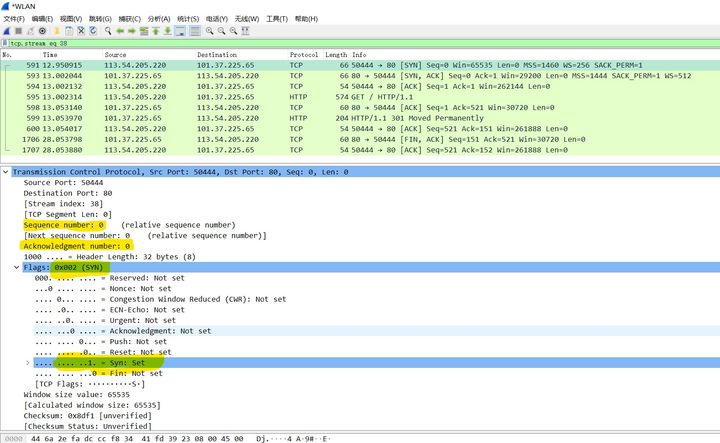 *WLAN
文件(F) 编辑(E) 视图(V) 跳转(G) 捕获(C) 分析(A) 统计(S) 电话(Y) 无线(W) 工具(T) 帮助(H)
tcp.stream eq 38
No. Time Source Destination Protocol Length Info
591 12.950915 113.54.205.220 101.37.225.65 TCP 66 50444 → 80 [SYN] Seq=0 Win=65535 Len=0 MSS=1460 WS=256 SACK_PERM=1
593 13.002044 101.37.225.65 113.54.205.220 TCP 66 80 → 50444 [SYN, ACK] Seq=0 Ack=1 Win=29200 Len=0 MSS=1444 SACK_PERM=1 WS=512
594 13.002132 113.54.205.220 101.37.225.65 TCP 54 50444 → 80 [ACK] Seq=1 Ack=1 Win=262144 Len=0
595 13.002314 113.54.205.220 101.37.225.65 HTTP 574 GET / HTTP/1.1
598 13.053140 101.37.225.65 113.54.205.220 TCP 60 80 → 50444 [ACK] Seq=1 Ack=521 Win=30720 Len=0
599 13.053970 101.37.225.65 113.54.205.220 HTTP 204 HTTP/1.1 301 Moved Permanently
600 13.054017 113.54.205.220 101.37.225.65 TCP 54 50444 → 80 [ACK] Seq=521 Ack=151 Win=261888 Len=0
1706 28.053798 101.37.225.65 113.54.205.220 TCP 60 80 → 50444 [FIN, ACK] Seq=151 Ack=521 Win=30720 Len=0
1707 28.053880 113.54.205.220 101.37.225.65 TCP 54 50444 → 80 [ACK] Seq=521 Ack=152 Win=261888 Len=0
Transmission Control Protocol, Src Port: 50444, Dst Port: 80, Seq: 0, Len: 0
Source Port: 50444
Destination Port: 80
[Stream index: 38]
[TCP Segment Len: 0]
Sequence number: 0 (relative sequence number)
[Next sequence number: 0 (relative sequence number)]
Acknowledgment number: 0
1000 .... = Header Length: 32 bytes (8)
Flags: 0x002 (SYN)
000. .... .... = Reserved: Not set
...0 .... .... = Nonce: Not set
.... 0... .... = Congestion Window Reduced (CWR): Not set
.... .0.. .... = ECN-Echo: Not set
.... ..0. .... = Urgent: Not set
.... ...0 .... = Acknowledgment: Not set
.... .... 0... = Push: Not set
.... .... .0.. = Reset: Not set
.... .... ..1. = Syn: Set
.... .... ...0 = Fin: Not set
[TCP Flags: ··········S·]
Window size value: 65535
[Calculated window size: 65535]
Checksum: 0x8df1 [unverified]
[Checksum Status: Unverified]
0000 44 6a 2e fa dc cc f8 34 41 fd 39 23 08 00 45 00 Dj.····4 A·9#··E·